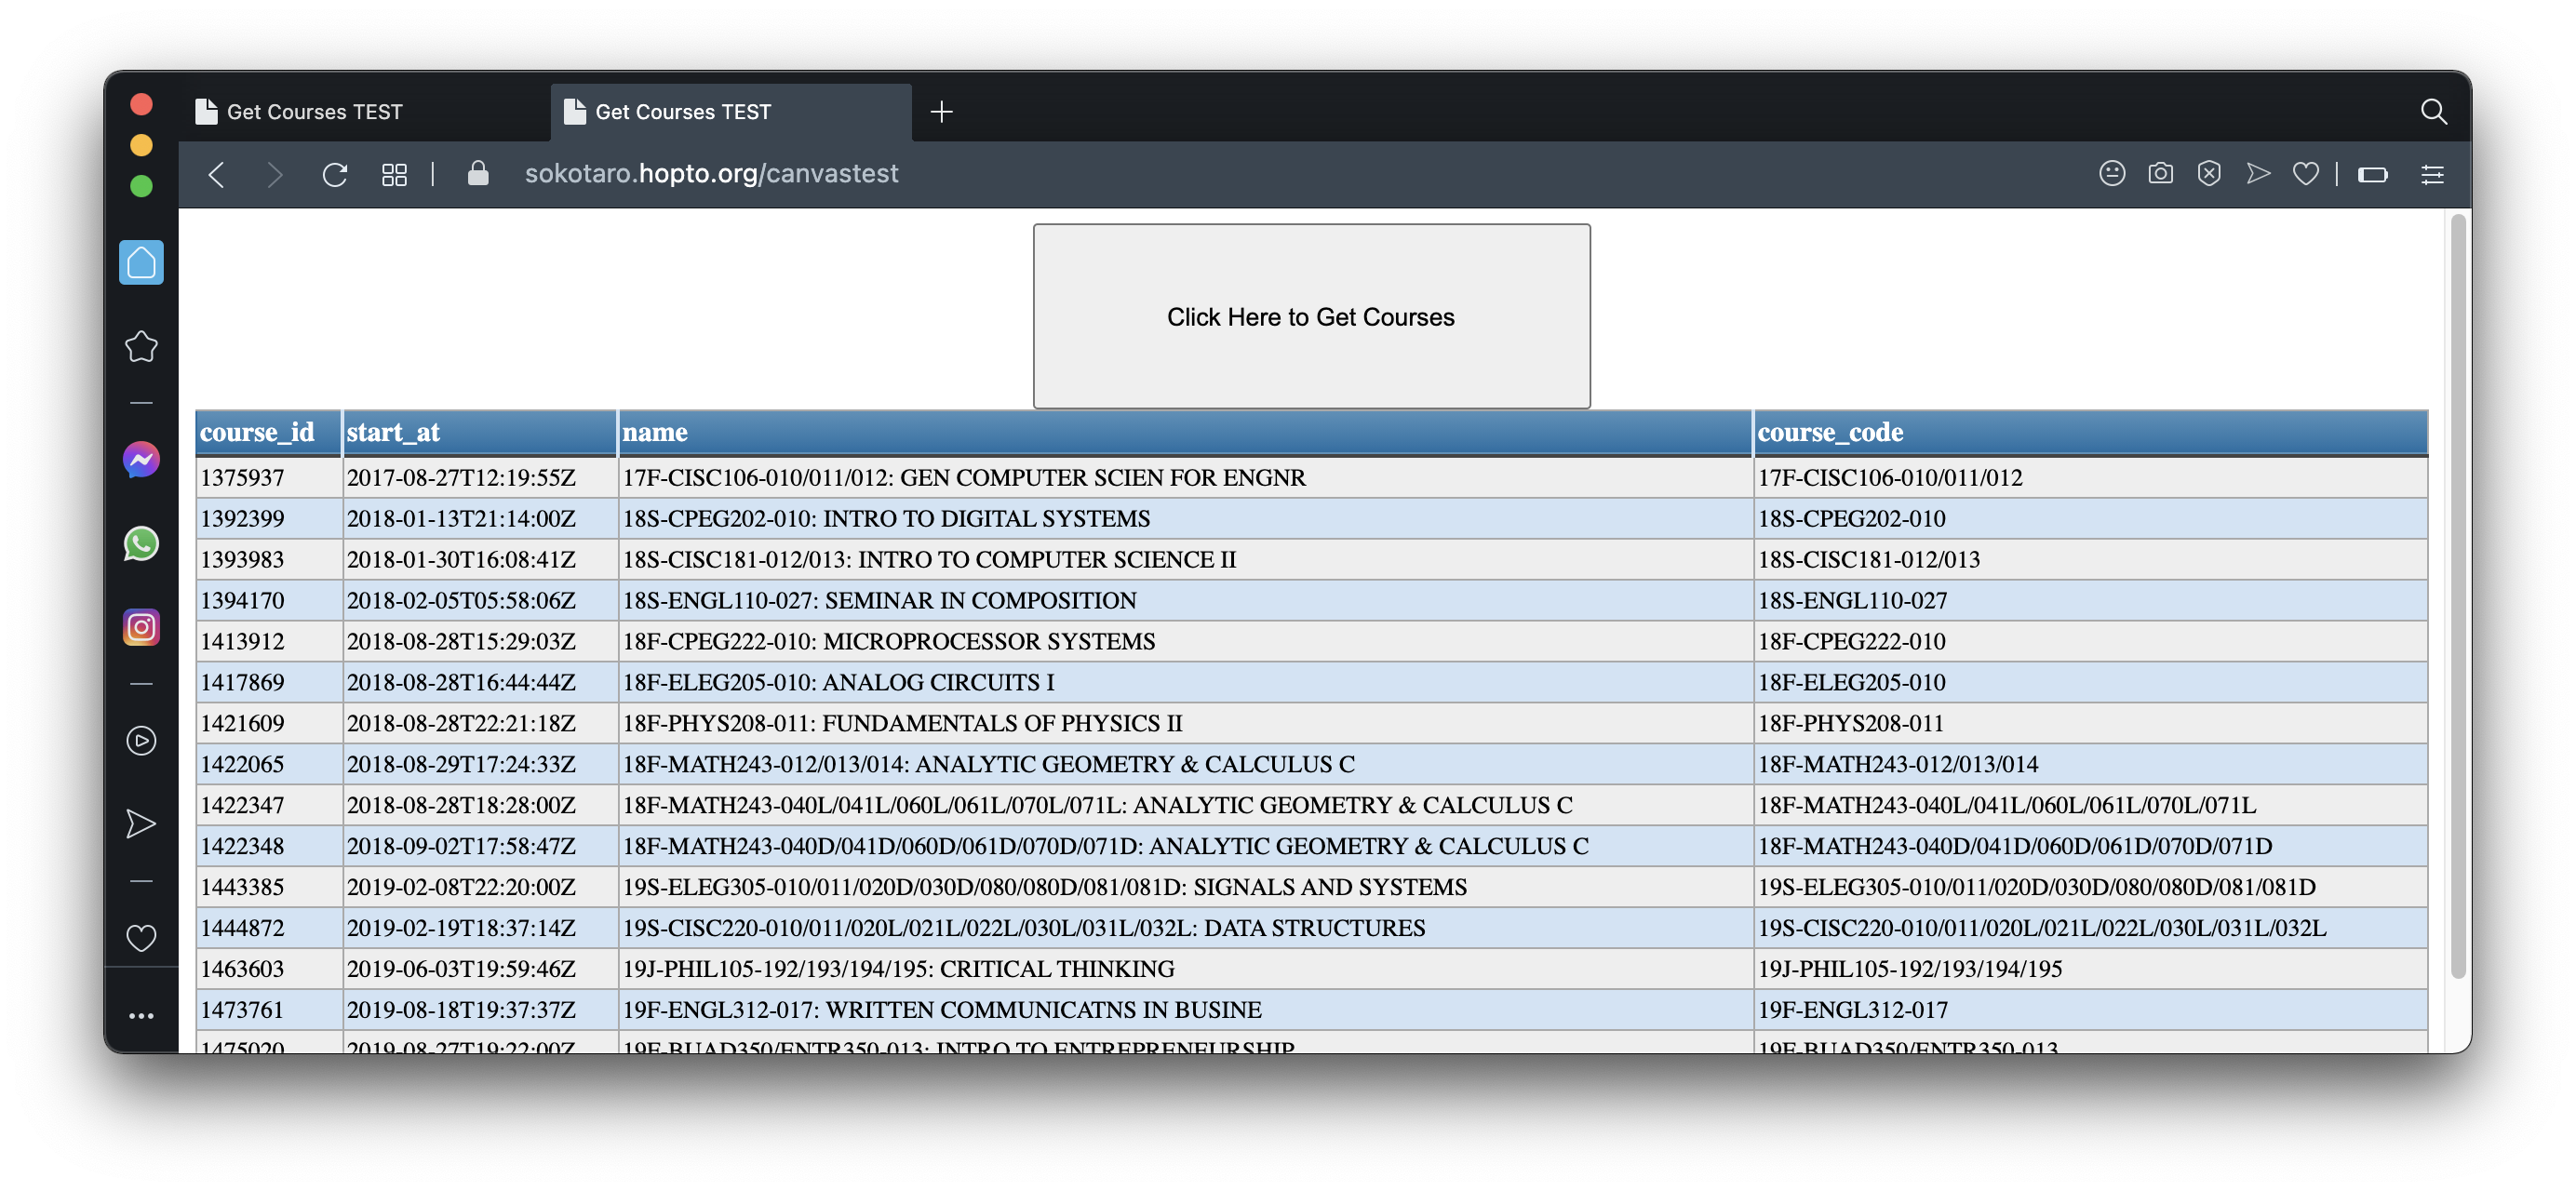 Get Courses TEST Get Courses TEST
sokotaro.hopto.org/canvastest
Click Here to Get Courses
course_id start_at name course_code
1375937 2017-08-27T12:19:55Z 17F-CISC106-010/011/012: GEN COMPUTER SCIEN FOR ENGNR 17F-CISC106-010/011/012
1392399 2018-01-13T21:14:00Z 18S-CPEG202-010: INTRO TO DIGITAL SYSTEMS 18S-CPEG202-010
1393983 2018-01-30T16:08:41Z 18S-CISC181-012/013: INTRO TO COMPUTER SCIENCE II 18S-CISC181-012/013
1394170 2018-02-05T05:58:06Z 18S-ENGL110-027: SEMINAR IN COMPOSITION 18S-ENGL110-027
1413912 2018-08-28T15:29:03Z 18F-CPEG222-010: MICROPROCESSOR SYSTEMS 18F-CPEG222-010
1417869 2018-08-28T16:44:44Z 18F-ELEG205-010: ANALOG CIRCUITS I 18F-ELEG205-010
1421609 2018-08-28T22:21:18Z 18F-PHYS208-011: FUNDAMENTALS OF PHYSICS II 18F-PHYS208-011
1422065 2018-08-29T17:24:33Z 18F-MATH243-012/013/014: ANALYTIC GEOMETRY & CALCULUS C 18F-MATH243-012/013/014
1422347 2018-08-28T18:28:00Z 18F-MATH243-040L/041L/060L/061L/070L/071L: ANALYTIC GEOMETRY & CALCULUS C 18F-MATH243-040L/041L/060L/061L/070L/071L
1422348 2018-09-02T17:58:47Z 18F-MATH243-040D/041D/060D/061D/070D/071D: ANALYTIC GEOMETRY & CALCULUS C 18F-MATH243-040D/041D/060D/061D/070D/071D
1443385 2019-02-08T22:20:00Z 19S-ELEG305-010/011/020D/030D/080/080D/081/081D: SIGNALS AND SYSTEMS 19S-ELEG305-010/011/020D/030D/080/080D/081/081D
1444872 2019-02-19T18:37:14Z 19S-CISC220-010/011/020L/021L/022L/030L/031L/032L: DATA STRUCTURES 19S-CISC220-010/011/020L/021L/022L/030L/031L/032L
1463603 2019-06-03T19:59:46Z 19J-PHIL105-192/193/194/195: CRITICAL THINKING 19J-PHIL105-192/193/194/195
1473761 2019-08-18T19:37:37Z 19F-ENGL312-017: WRITTEN COMMUNICATNS IN BUSINE 19F-ENGL312-017
1475020 2019-08-27T19:22:00Z 19F-BUAD350/ENTR350-013: INTRO TO ENTREPRENEURSHIP 19F-BUAD350/ENTR350-013